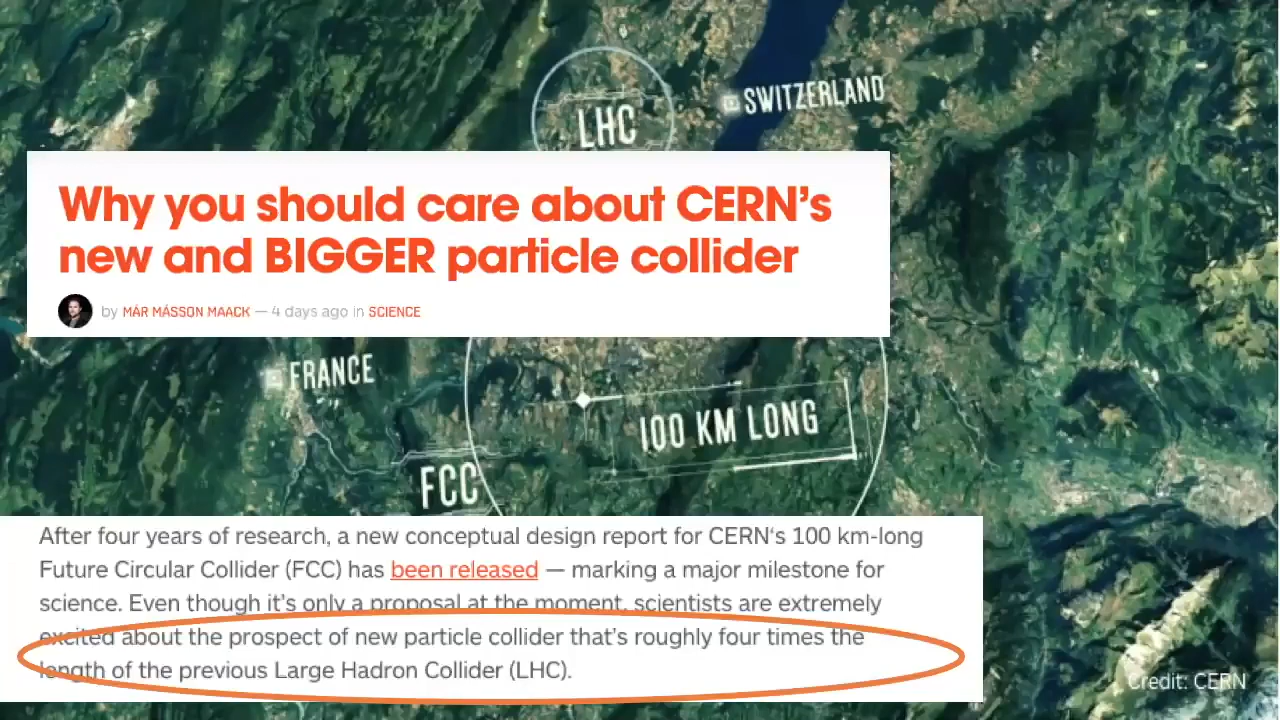 LHC
SWITZERLAND
Why you should care about CERN's
new and BIGGER particle collider
by MÁR MÁSSON MAACK — 4 days ago in SCIENCE
FRANCE
100 KM LONG
FCC
After four years of research, a new conceptual design report for CERN's 100 km-long
Future Circular Collider (FCC) has been released — marking a major milestone for
science. Even though it's only a proposal at the moment, scientists are extremely
excited about the prospect of new particle collider that's roughly four times the
length of the previous Large Hadron Collider (LHC).
Credit: CERN